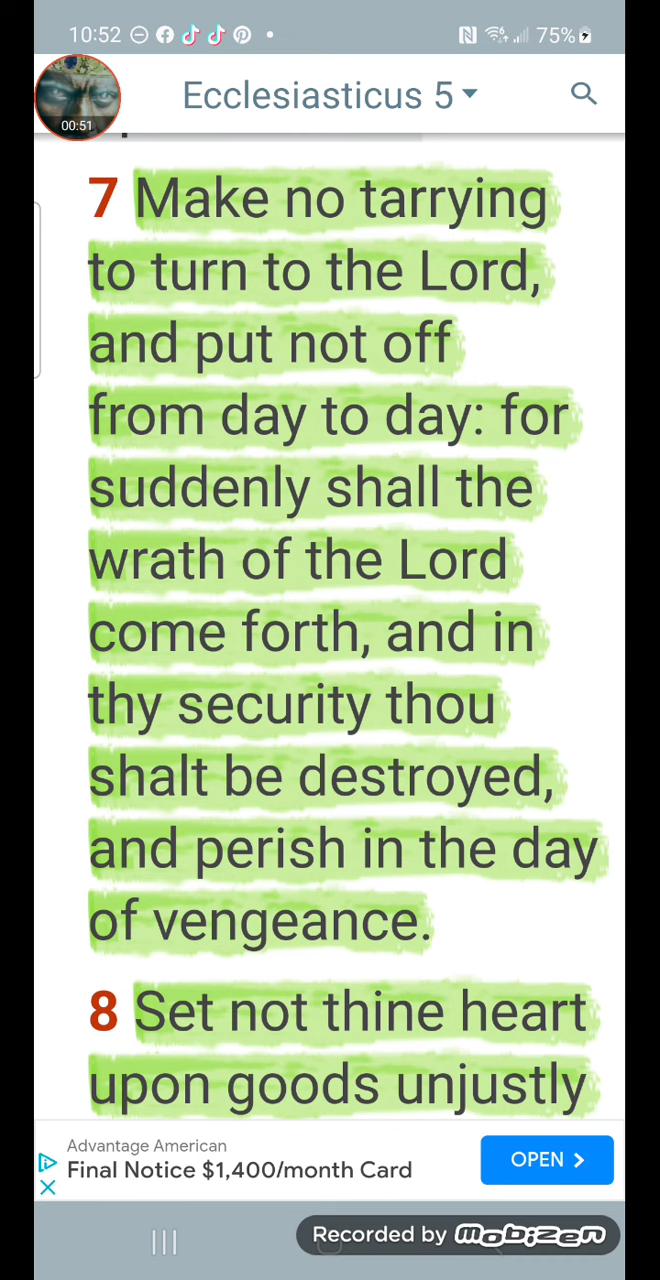 10:52 75%
00:51
Ecclesiasticus 5
7 Make no tarrying
to turn to the Lord,
and put not off
from day to day: for
suddenly shall the
wrath of the Lord
come forth, and in
thy security thou
shalt be destroyed,
and perish in the day
of vengeance.
8 Set not thine heart
upon goods unjustly
Advantage American
Final Notice $1,400/month Card
OPEN
Recorded by mobizen